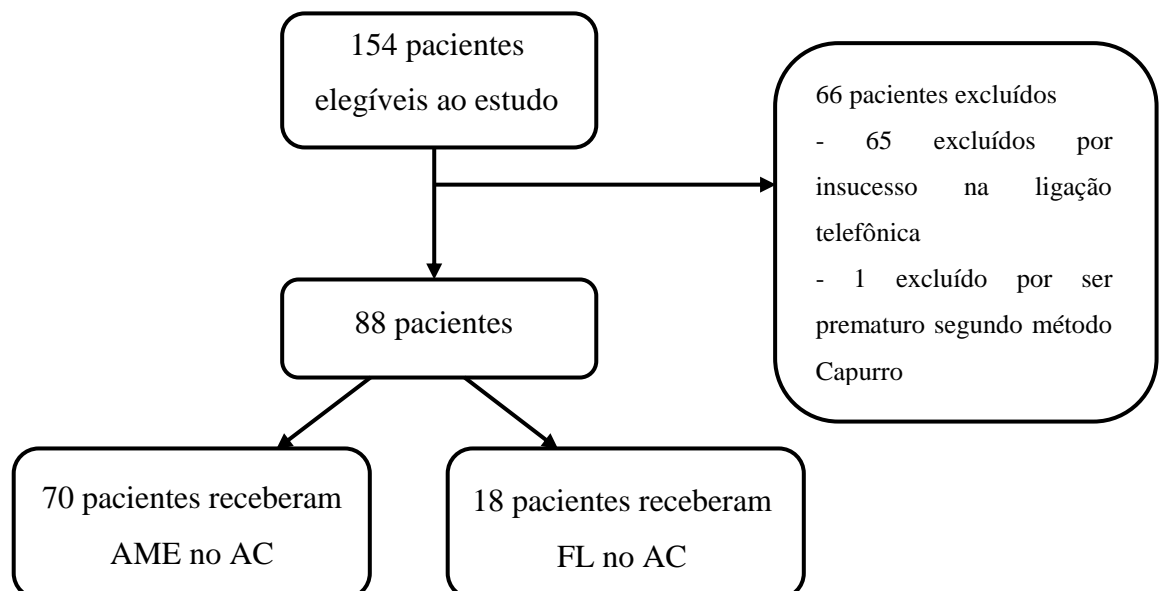 154 pacientes
elegíveis ao estudo
66 pacientes excluídos
- 65 excluídos por
insucesso na ligação
telefônica
- 1 excluído por ser
prematuro segundo método
Capurro
88 pacientes
70 pacientes receberam
AME no AC
18 pacientes receberam
FL no AC